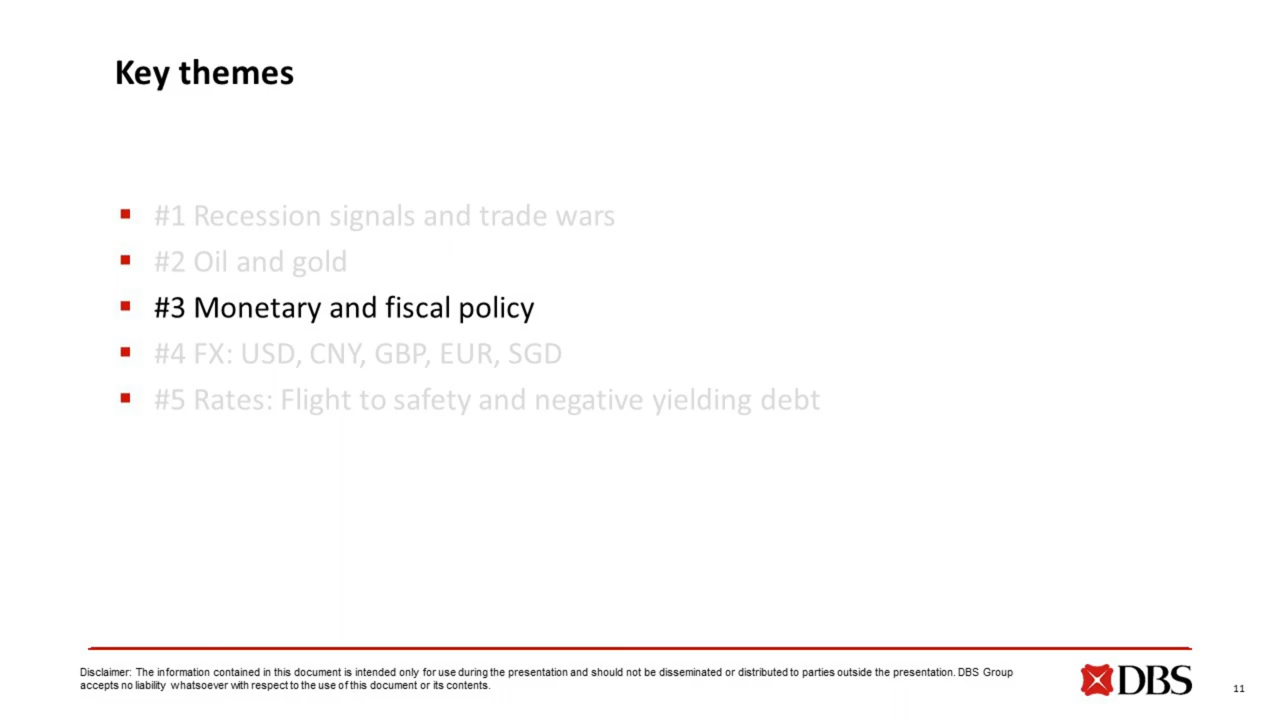 Key themes
#1 Recession signals and trade wars
#2 Oil and gold
#3 Monetary and fiscal policy
#4 FX: USD, CNY, GBP, EUR, SGD
#5 Rates: Flight to safety and negative yielding debt
Disclaimer: The information contained in this document is intended only for use during the presentation and should not be disseminated or distributed to parties outside the presentation. DBS Group
accepts no liability whatsoever with respect to the use of this document or its contents.
DBS
11